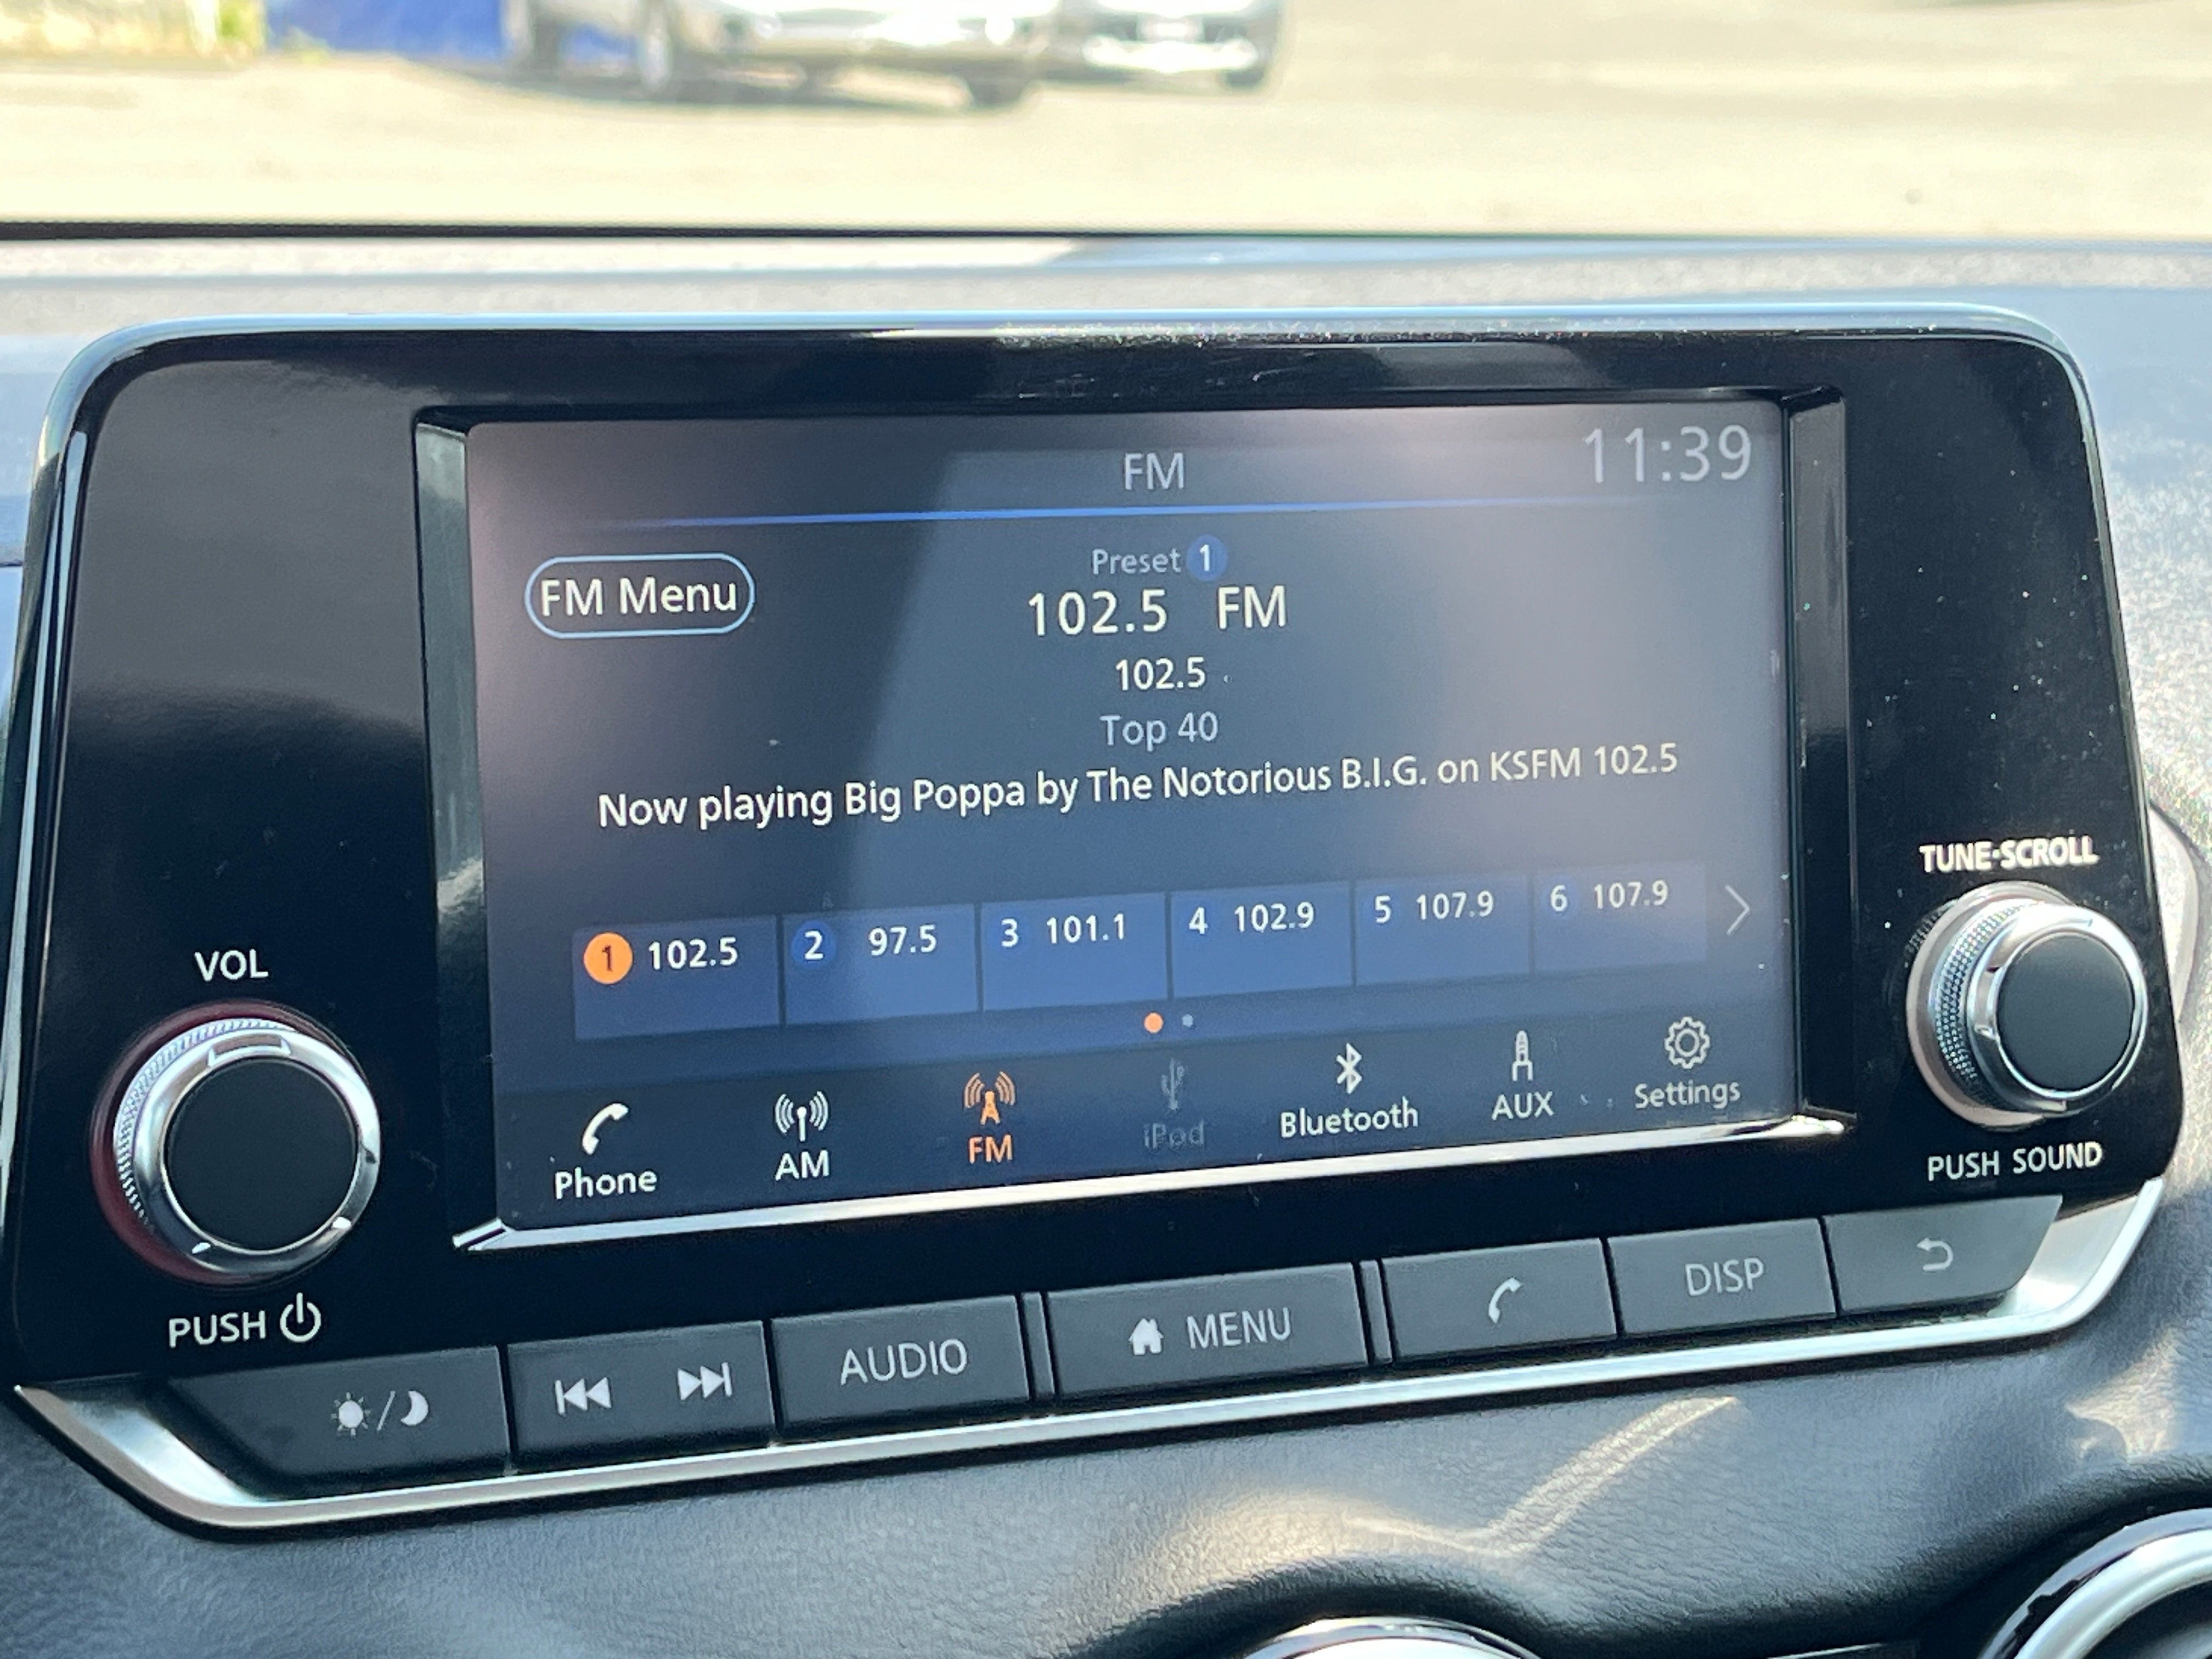 FM 11:39
Preset 1
FM Menu
102.5 FM
102.5
Top 40
Now playing Big Poppa by The Notorious B.I.G. on KSFM 102.5
1 102.5 2 97.5 3 101.1 4 102.9 5 107.9 6 107.9
Phone AM FM iPod Bluetooth AUX Settings
VOL
PUSH
TUNE·SCROLL
PUSH SOUND
AUDIO MENU DISP